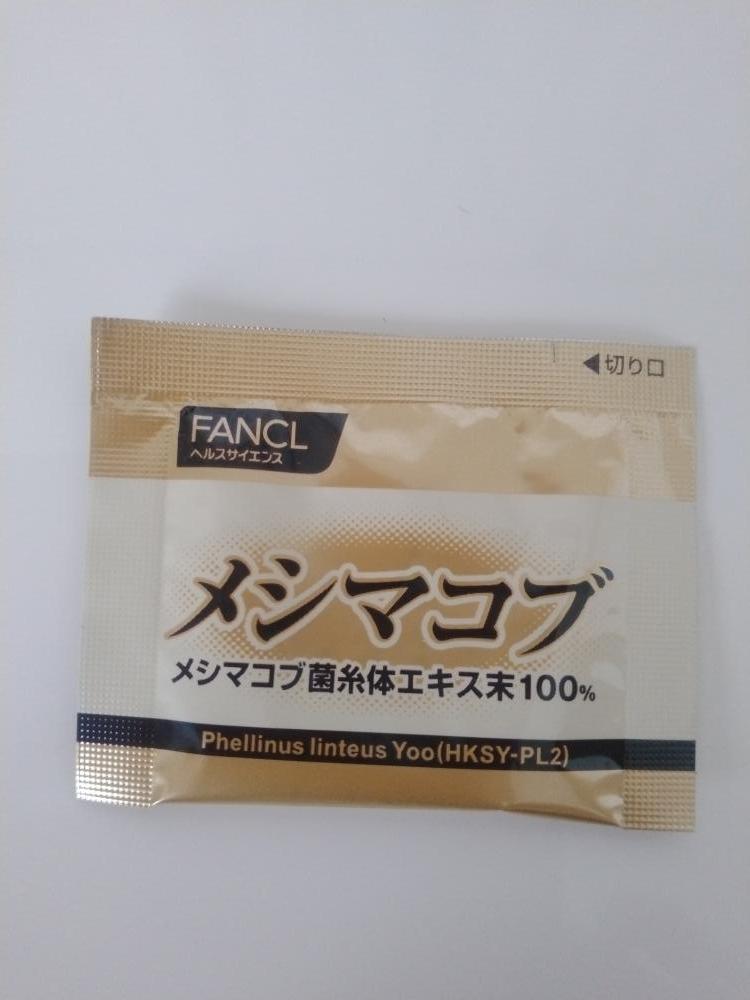 ◀切り口
FANCL
ヘルスサイエンス
メシマコブ
メシマコブ菌糸体エキス末100%
Phellinus linteus Yoo(HKSY-PL2)